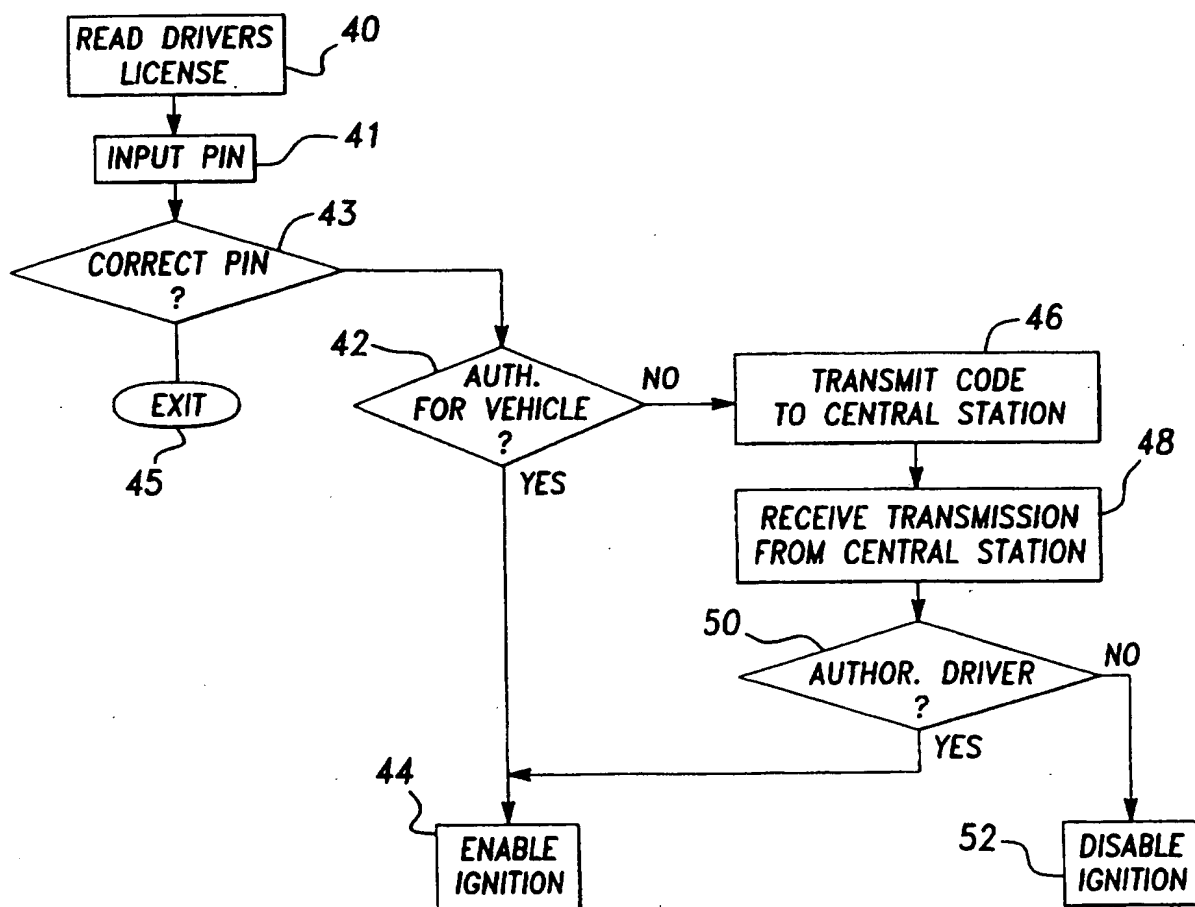 READ DRIVERS
LICENSE
40
INPUT PIN
41
CORRECT PIN
?
43
EXIT
45
42
AUTH.
FOR VEHICLE
?
NO
YES
46
TRANSMIT CODE
TO CENTRAL STATION
48
RECEIVE TRANSMISSION
FROM CENTRAL STATION
50
AUTHOR. DRIVER
?
NO
YES
44
ENABLE
IGNITION
52
DISABLE
IGNITION